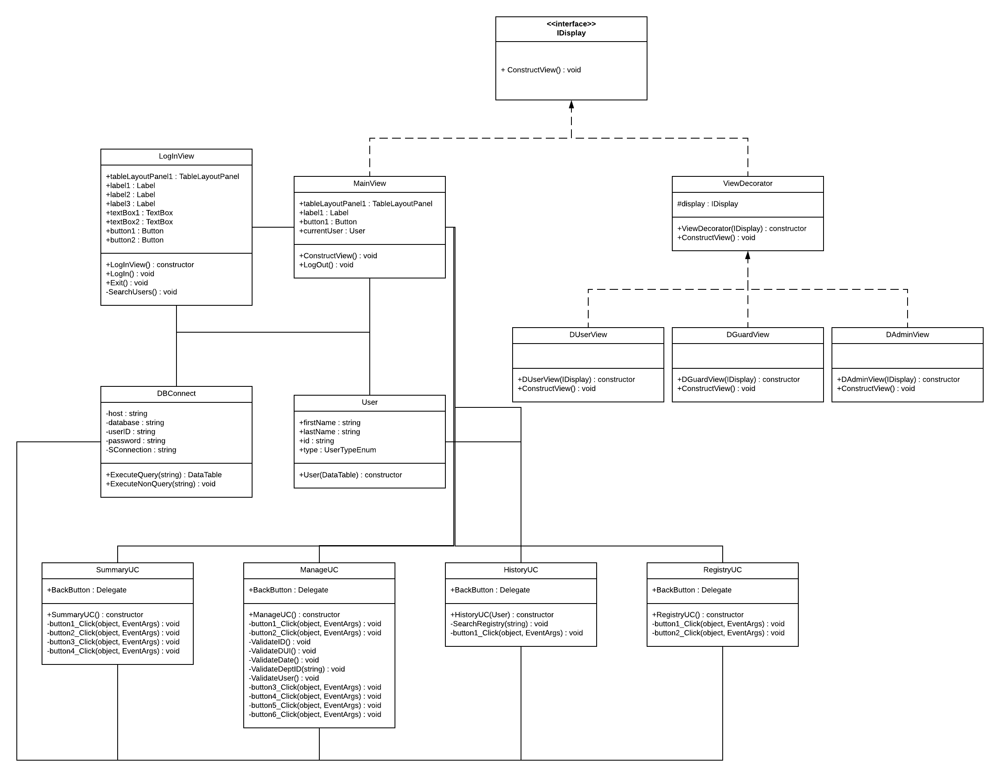 <<interface>>
IDisplay
+ ConstructView() : void
LogInView
+tableLayoutPanel1 : TableLayoutPanel
+label1 : Label
+label2 : Label
+label3 : Label
+textBox1 : TextBox
+textBox2 : TextBox
+button1 : Button
+button2 : Button
+LogInView() : constructor
+LogIn() : void
+Exit() : void
-SearchUsers() : void
MainView
+tableLayoutPanel1 : TableLayoutPanel
+label1 : Label
+button1 : Button
+currentUser : User
+ConstructView() : void
+LogOut() : void
ViewDecorator
#display : IDisplay
+ViewDecorator(IDisplay) : constructor
+ConstructView() : void
DUserView
+DUserView(IDisplay) : constructor
+ConstructView() : void
DGuardView
+DGuardView(IDisplay) : constructor
+ConstructView() : void
DAdminView
+DAdminView(IDisplay) : constructor
+ConstructView() : void
DBConnect
-host : string
-database : string
-userID : string
-password : string
-SConnection : string
+ExecuteQuery(string) : DataTable
+ExecuteNonQuery(string) : void
User
+firstName : string
+lastName : string
+id : string
+type : UserTypeEnum
+User(DataTable) : constructor
SummaryUC
+BackButton : Delegate
+SummaryUC() : constructor
-button1_Click(object, EventArgs) : void
-button2_Click(object, EventArgs) : void
-button3_Click(object, EventArgs) : void
-button4_Click(object, EventArgs) : void
ManageUC
+BackButton : Delegate
+ManageUC() : constructor
-button1_Click(object, EventArgs) : void
-button2_Click(object, EventArgs) : void
-ValidateID() : void
-ValidateDUI() : void
-ValidateDate() : void
-ValidateDeptID(string) : void
-ValidateUser() : void
-button3_Click(object, EventArgs) : void
-button4_Click(object, EventArgs) : void
-button5_Click(object, EventArgs) : void
-button6_Click(object, EventArgs) : void
HistoryUC
+BackButton : Delegate
+HistoryUC(User) : constructor
-SearchRegistry(string) : void
-button1_Click(object, EventArgs) : void
RegistryUC
+BackButton : Delegate
+RegistryUC() : constructor
-button1_Click(object, EventArgs) : void
-button2_Click(object, EventArgs) : void